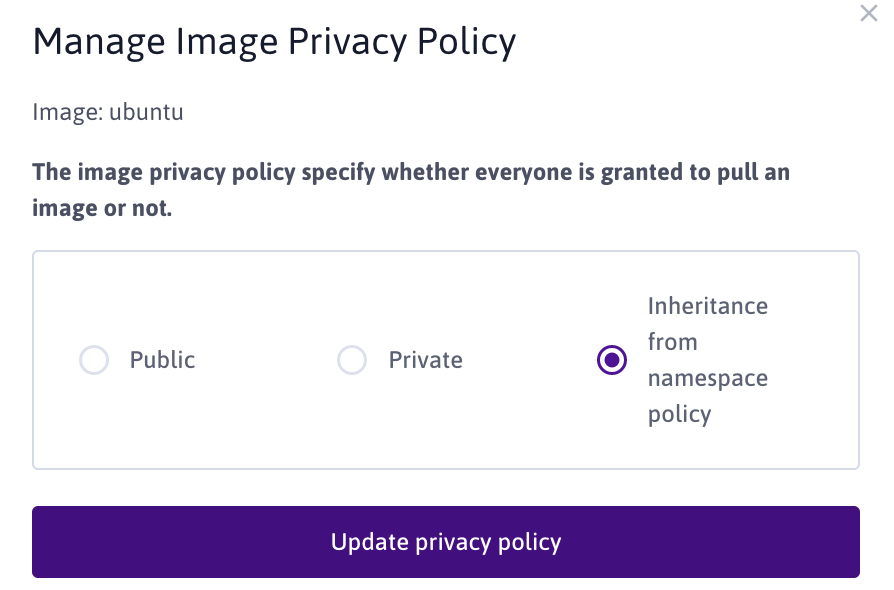 Manage Image Privacy Policy
Image: ubuntu
The image privacy policy specify whether everyone is granted to pull an
image or not.
Public
Private
Inheritance
from
namespace
policy
Update privacy policy